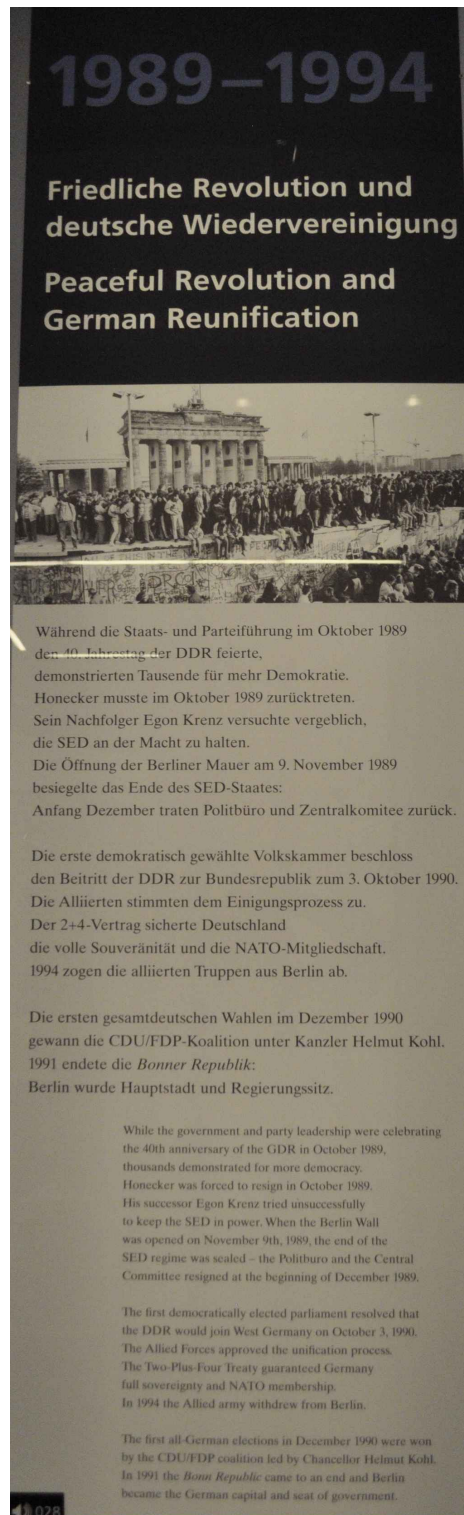 1989–1994
Friedliche Revolution und
deutsche Wiedervereinigung
Peaceful Revolution and
German Reunification
Während die Staats- und Parteiführung im Oktober 1989
den 40. Jahrestag der DDR feierte,
demonstrierten Tausende für mehr Demokratie.
Honecker musste im Oktober 1989 zurücktreten.
Sein Nachfolger Egon Krenz versuchte vergeblich,
die SED an der Macht zu halten.
Die Öffnung der Berliner Mauer am 9. November 1989
besiegelte das Ende des SED-Staates:
Anfang Dezember traten Politbüro und Zentralkomitee zurück.
Die erste demokratisch gewählte Volkskammer beschloss
den Beitritt der DDR zur Bundesrepublik zum 3. Oktober 1990.
Die Alliierten stimmten dem Einigungsprozess zu.
Der 2+4-Vertrag sicherte Deutschland
die volle Souveränität und die NATO-Mitgliedschaft.
1994 zogen die alliierten Truppen aus Berlin ab.
Die ersten gesamtdeutschen Wahlen im Dezember 1990
gewann die CDU/FDP-Koalition unter Kanzler Helmut Kohl.
1991 endete die Bonner Republik:
Berlin wurde Hauptstadt und Regierungssitz.
While the government and party leadership were celebrating
the 40th anniversary of the GDR in October 1989,
thousands demonstrated for more democracy.
Honecker was forced to resign in October 1989.
His successor Egon Krenz tried unsuccessfully
to keep the SED in power. When the Berlin Wall
was opened on November 9th, 1989, the end of the
SED regime was sealed – the Politburo and the Central
Committee resigned at the beginning of December 1989.
The first democratically elected parliament resolved that
the DDR would join West Germany on October 3, 1990.
The Allied Forces approved the unification process.
The Two-Plus-Four Treaty guaranteed Germany
full sovereignty and NATO membership.
In 1994 the Allied army withdrew from Berlin.
The first all-German elections in December 1990 were won
by the CDU/FDP coalition led by Chancellor Helmut Kohl.
In 1991 the Bonn Republic came to an end and Berlin
became the German capital and seat of government.
028